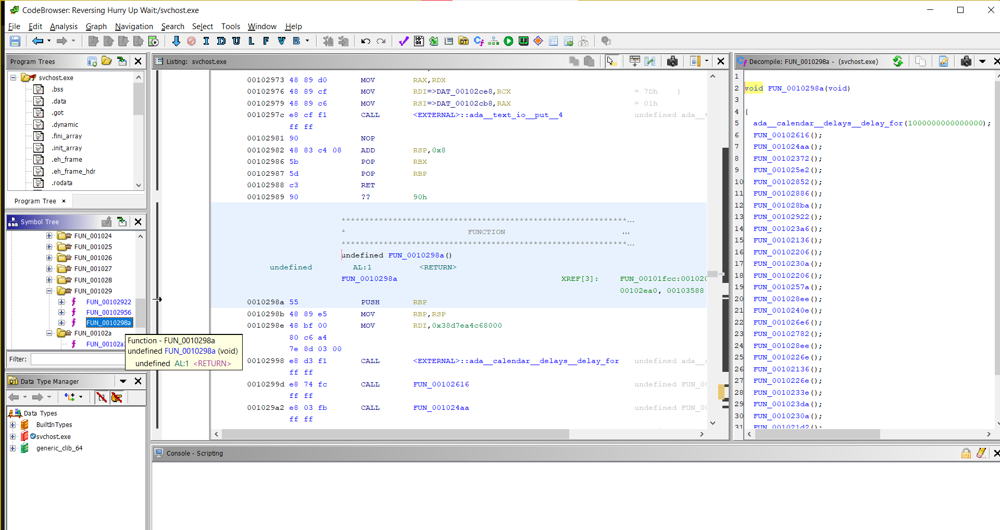 CodeBrowser: Reversing Hurry Up Wait:/svchost.exe
File Edit Analysis Graph Navigation Search Select Tools Window Help
I D U L F V B
Program Trees
svchost.exe
.bss
.data
.got
.dynamic
.fini_array
.init_array
.eh_frame
.eh_frame_hdr
.rodata
Program Tree ×
Symbol Tree
FUN_001024
FUN_001025
FUN_001026
FUN_001027
FUN_001028
FUN_001029
FUN_00102922
FUN_00102956
FUN_0010298a
FUN_00102a
Filter:
Function - FUN_0010298a
undefined FUN_0010298a (void)
undefined AL:1 <RETURN>
Data Type Manager
Data Types
BuiltInTypes
svchost.exe
generic_clib_64
Listing: svchost.exe
00102973 48 89 d0 MOV RAX,RDX
00102976 48 89 cf MOV RDI=>DAT_00102ce8,RCX = 7Dh }
00102979 48 89 c6 MOV RSI=>DAT_00102cb8,RAX = 01h
0010297c e8 cf f1 CALL <EXTERNAL>::ada__text_io__put__4 undefined ada__
ff ff
00102981 90 NOP
00102982 48 83 c4 08 ADD RSP,0x8
00102986 5b POP RBX
00102987 5d POP RBP
00102988 c3 RET
00102989 90 ?? 90h
*************************************************************...
* FUNCTION ...
*************************************************************...
undefined FUN_0010298a()
undefined AL:1 <RETURN>
FUN_0010298a XREF[3]: FUN_00101fcc:001020
00102ea0, 00103588
0010298a 55 PUSH RBP
0010298b 48 89 e5 MOV RBP,RSP
0010298e 48 bf 00 MOV RDI,0x38d7ea4c68000
80 c6 a4
7e 8d 03 00
00102998 e8 d3 f1 CALL <EXTERNAL>::ada__calendar__delays__delay_for undefined ada__
ff ff
0010299d e8 74 fc CALL FUN_00102616 undefined FUN_00
ff ff
001029a2 e8 03 fb CALL FUN_001024aa undefined FUN_00
ff ff
Decompile: FUN_0010298a - (svchost.exe)
1
2 void FUN_0010298a(void)
3
4 {
5 ada__calendar__delays__delay_for(1000000000000000);
6 FUN_00102616();
7 FUN_001024aa();
8 FUN_00102372();
9 FUN_001025e2();
10 FUN_00102852();
11 FUN_00102886();
12 FUN_001028ba();
13 FUN_00102922();
14 FUN_001023a6();
15 FUN_00102136();
16 FUN_00102206();
17 FUN_0010230a();
18 FUN_00102206();
19 FUN_0010257a();
20 FUN_001028ee();
21 FUN_0010240e();
22 FUN_001026e6();
23 FUN_00102782();
24 FUN_001028ee();
25 FUN_0010226e();
26 FUN_00102136();
27 FUN_0010226e();
28 FUN_0010233e();
29 FUN_001023da();
30 FUN_0010230a();
31 FUN_001021d2();
Console - Scripting